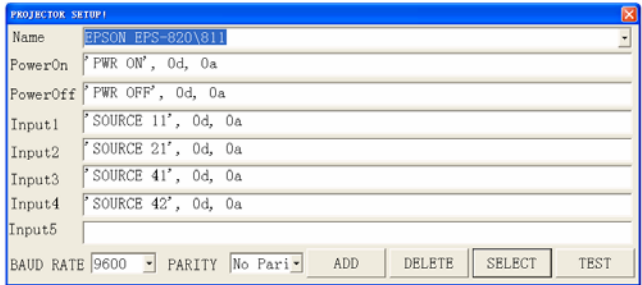 PROJECTOR SETUP!
Name EPSON EPS-820\811
PowerOn 'PWR ON', 0d, 0a
PowerOff 'PWR OFF', 0d, 0a
Input1 'SOURCE 11', 0d, 0a
Input2 'SOURCE 21', 0d, 0a
Input3 'SOURCE 41', 0d, 0a
Input4 'SOURCE 42', 0d, 0a
Input5
BAUD RATE 9600 PARITY No Pari ADD DELETE SELECT TEST